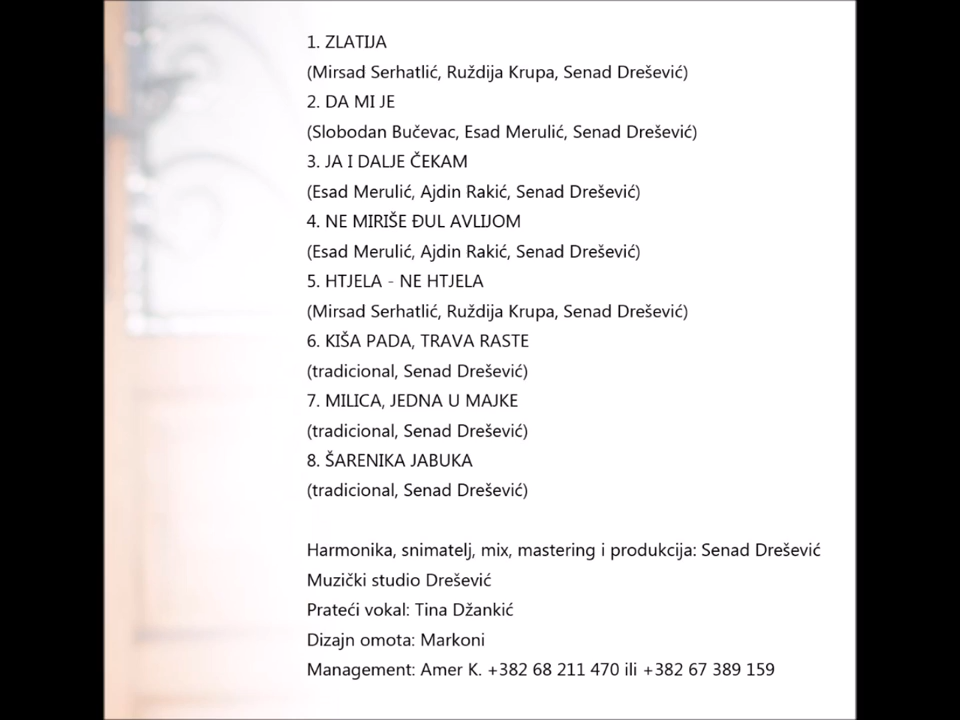 1. ZLATIJA
(Mirsad Serhatlić, Ruždija Krupa, Senad Drešević)
2. DA MI JE
(Slobodan Bučevac, Esad Merulić, Senad Drešević)
3. JA I DALJE ČEKAM
(Esad Merulić, Ajdin Rakić, Senad Drešević)
4. NE MIRIŠE ĐUL AVLIJOM
(Esad Merulić, Ajdin Rakić, Senad Drešević)
5. HTJELA - NE HTJELA
(Mirsad Serhatlić, Ruždija Krupa, Senad Drešević)
6. KIŠA PADA, TRAVA RASTE
(tradicional, Senad Drešević)
7. MILICA, JEDNA U MAJKE
(tradicional, Senad Drešević)
8. ŠARENIKA JABUKA
(tradicional, Senad Drešević)
Harmonika, snimatelj, mix, mastering i produkcija: Senad Drešević
Muzički studio Drešević
Prateći vokal: Tina Džankić
Dizajn omota: Markoni
Management: Amer K. +382 68 211 470 ili +382 67 389 159